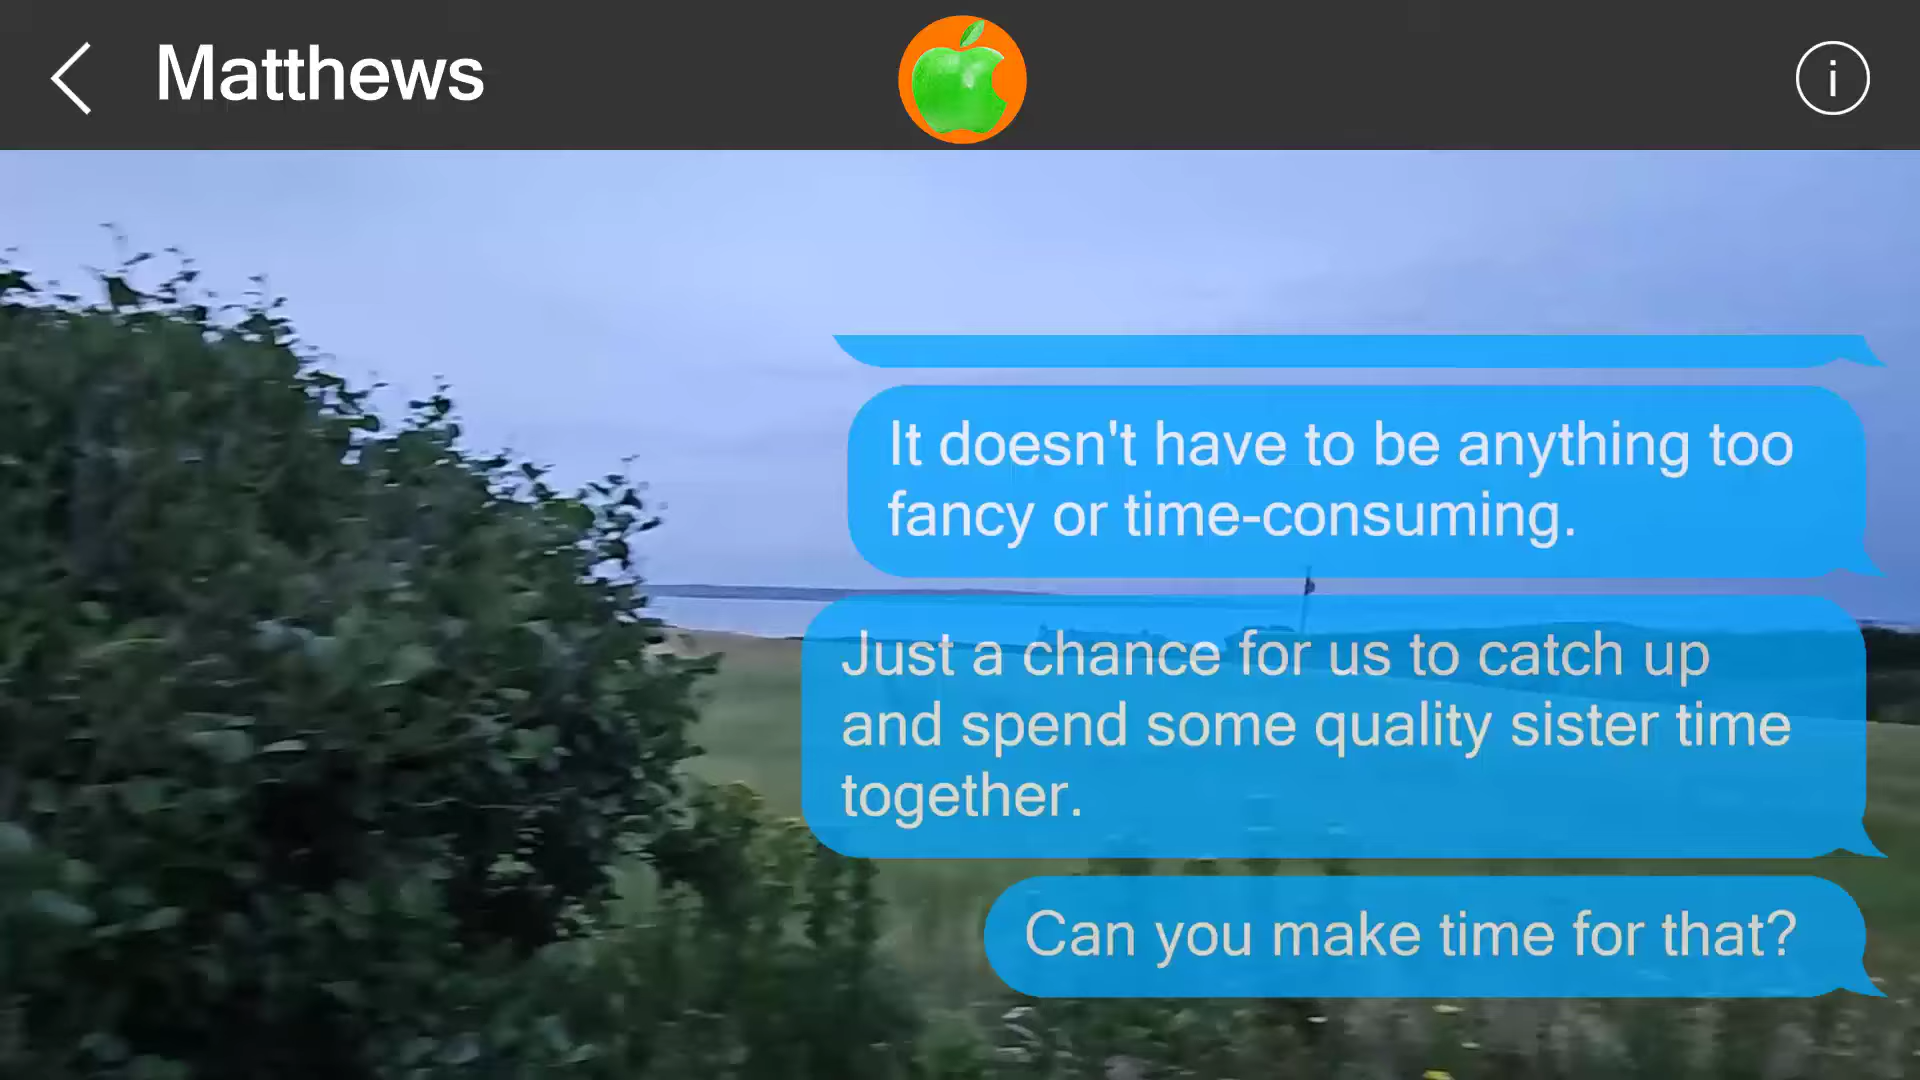 Matthews
i
It doesn't have to be anything too
fancy or time-consuming.
Just a chance for us to catch up
and spend some quality sister time
together.
Can you make time for that?